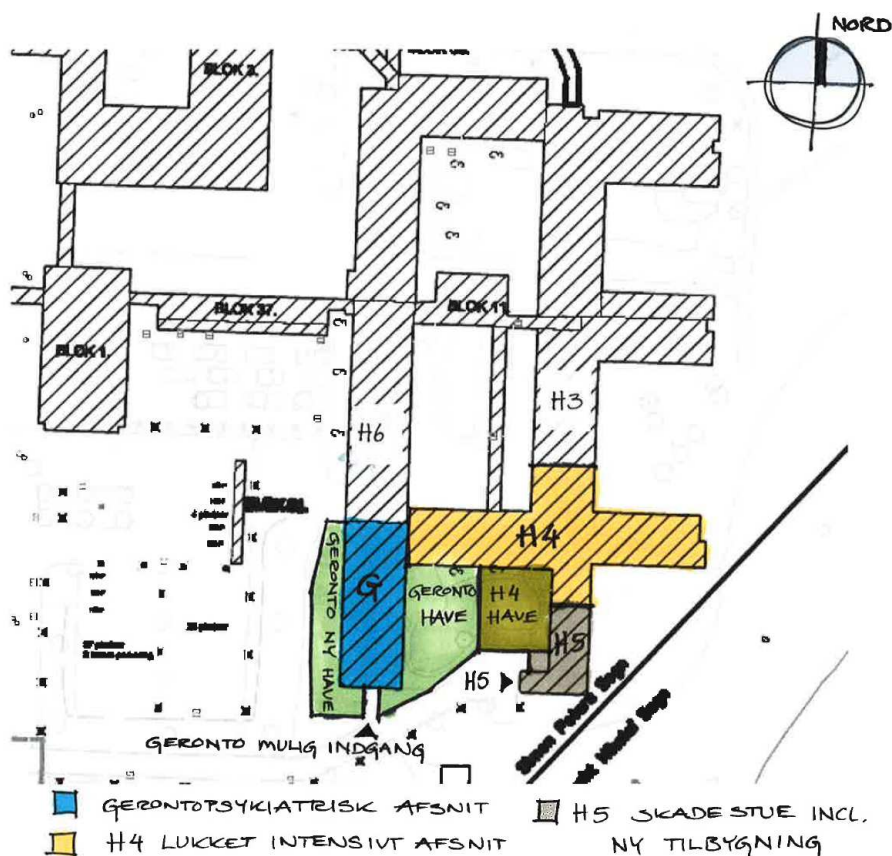 NORD
BLOK 3.
BLOK 37.
BLOK 11.
BLOK 1.
H6
H3
H4
G
GERONTO NY HAVE
GERONTO
HAVE
H4
HAVE
H5
H5
GERONTO MULIG INDGANG
GERONTOPSYKIATRISK AFSNIT
H4 LUKKET INTENSIVT AFSNIT
H5 SKADESTUE INCL.
NY TILBYGNING